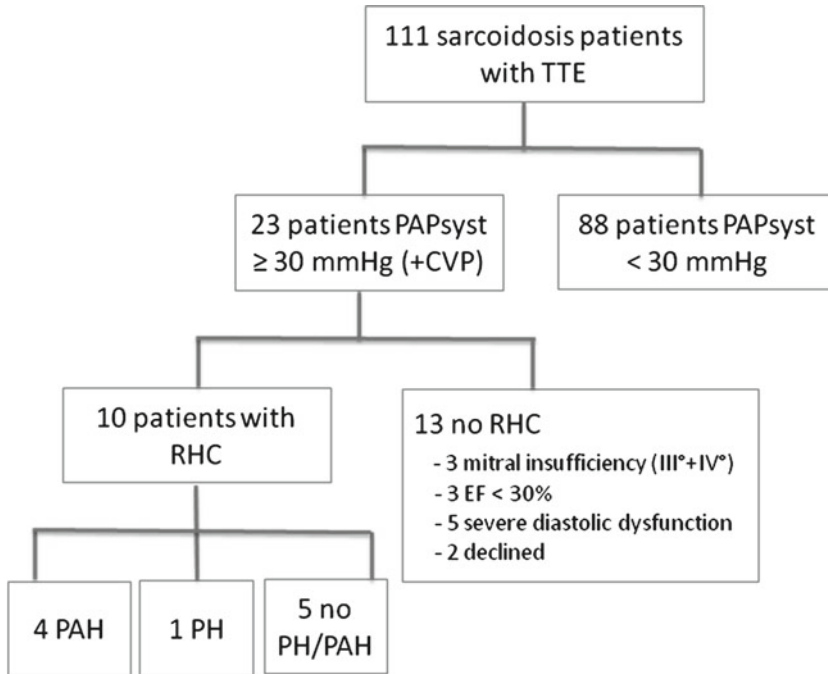 111 sarcoidosis patients
with TTE
23 patients PAPsyst
≥ 30 mmHg (+CVP)
88 patients PAPsyst
< 30 mmHg
10 patients with
RHC
13 no RHC
- 3 mitral insufficiency (III°+IV°)
- 3 EF < 30%
- 5 severe diastolic dysfunction
- 2 declined
4 PAH
1 PH
5 no
PH/PAH